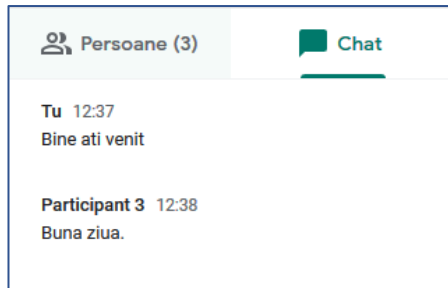 Persoane (3)
Chat
Tu 12:37
Bine ati venit
Participant 3 12:38
Buna ziua.